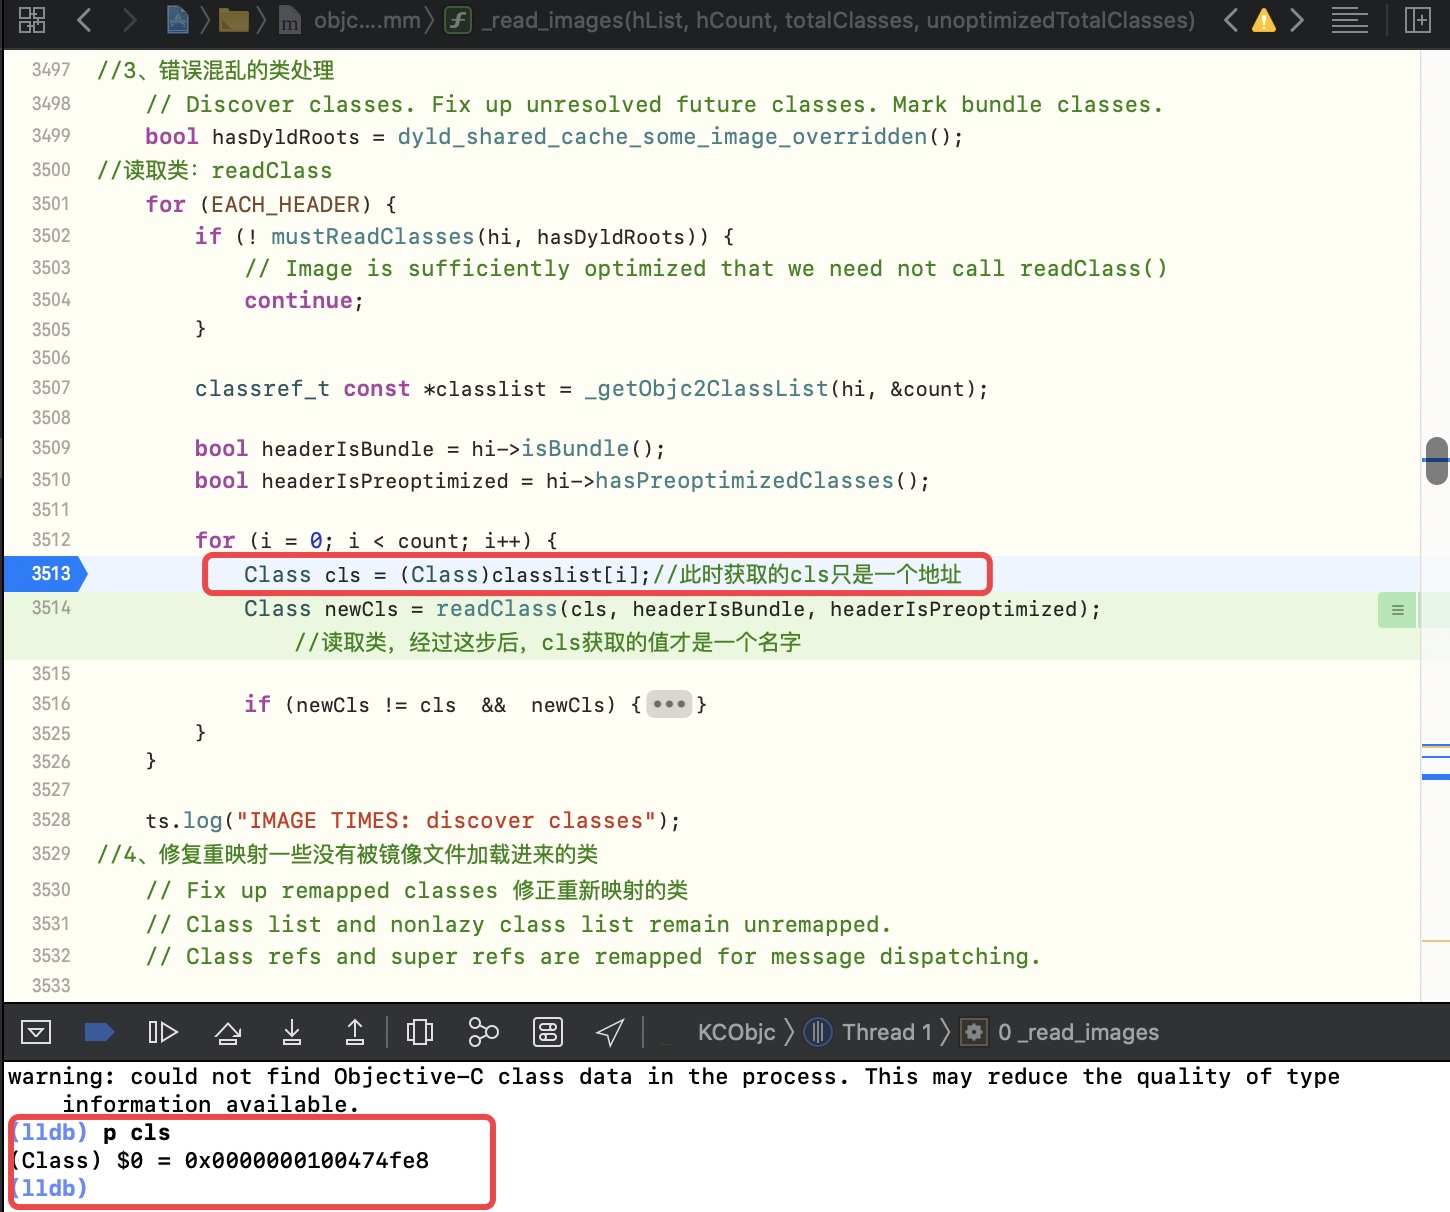 objc....mm 〉 f _read_images(hList, hCount, totalClasses, unoptimizedTotalClasses)
3497 //3、错误混乱的类处理
3498 // Discover classes. Fix up unresolved future classes. Mark bundle classes.
3499 bool hasDyldRoots = dyld_shared_cache_some_image_overridden();
3500 //读取类：readClass
3501 for (EACH_HEADER) {
3502 if (! mustReadClasses(hi, hasDyldRoots)) {
3503 // Image is sufficiently optimized that we need not call readClass()
3504 continue;
3505 }
3506
3507 classref_t const *classlist = _getObjc2ClassList(hi, &count);
3508
3509 bool headerIsBundle = hi->isBundle();
3510 bool headerIsPreoptimized = hi->hasPreoptimizedClasses();
3511
3512 for (i = 0; i < count; i++) {
3513 Class cls = (Class)classlist[i];//此时获取的cls只是一个地址
3514 Class newCls = readClass(cls, headerIsBundle, headerIsPreoptimized);
//读取类，经过这步后，cls获取的值才是一个名字
3515
3516 if (newCls != cls && newCls) {•••}
3525 }
3526 }
3527
3528 ts.log("IMAGE TIMES: discover classes");
3529 //4、修复重映射一些没有被镜像文件加载进来的类
3530 // Fix up remapped classes 修正重新映射的类
3531 // Class list and nonlazy class list remain unremapped.
3532 // Class refs and super refs are remapped for message dispatching.
3533
KCObjc 〉 Thread 1 〉 0 _read_images
warning: could not find Objective-C class data in the process. This may reduce the quality of type
information available.
(lldb) p cls
(Class) $0 = 0x0000000100474fe8
(lldb)